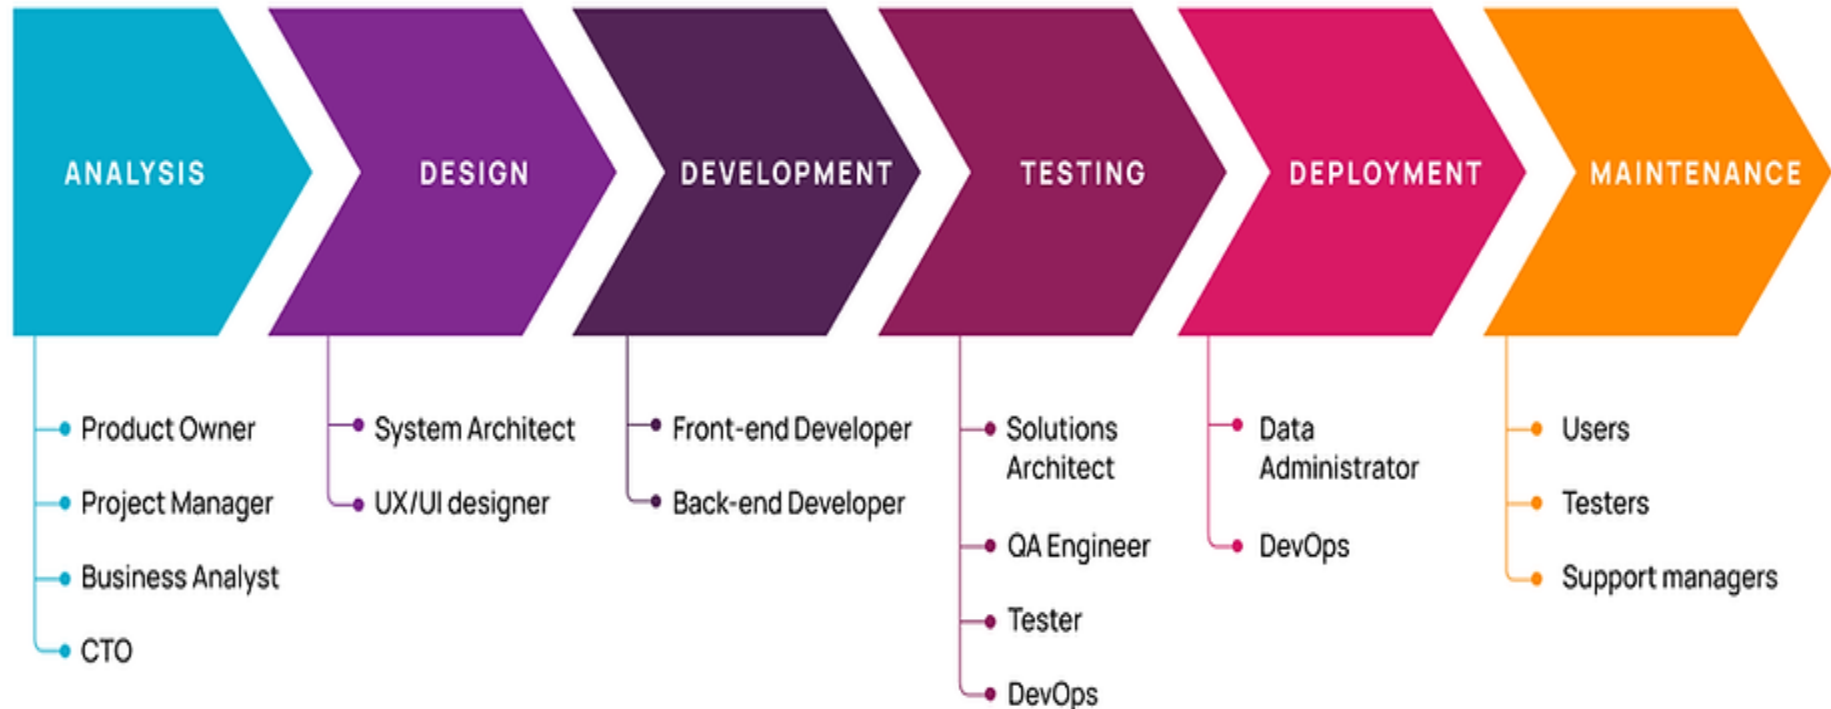 ANALYSIS
DESIGN
DEVELOPMENT
TESTING
DEPLOYMENT
MAINTENANCE
Product Owner
Project Manager
Business Analyst
CTO
System Architect
UX/UI designer
Front-end Developer
Back-end Developer
Solutions
Architect
QA Engineer
Tester
DevOps
Data
Administrator
DevOps
Users
Testers
Support managers